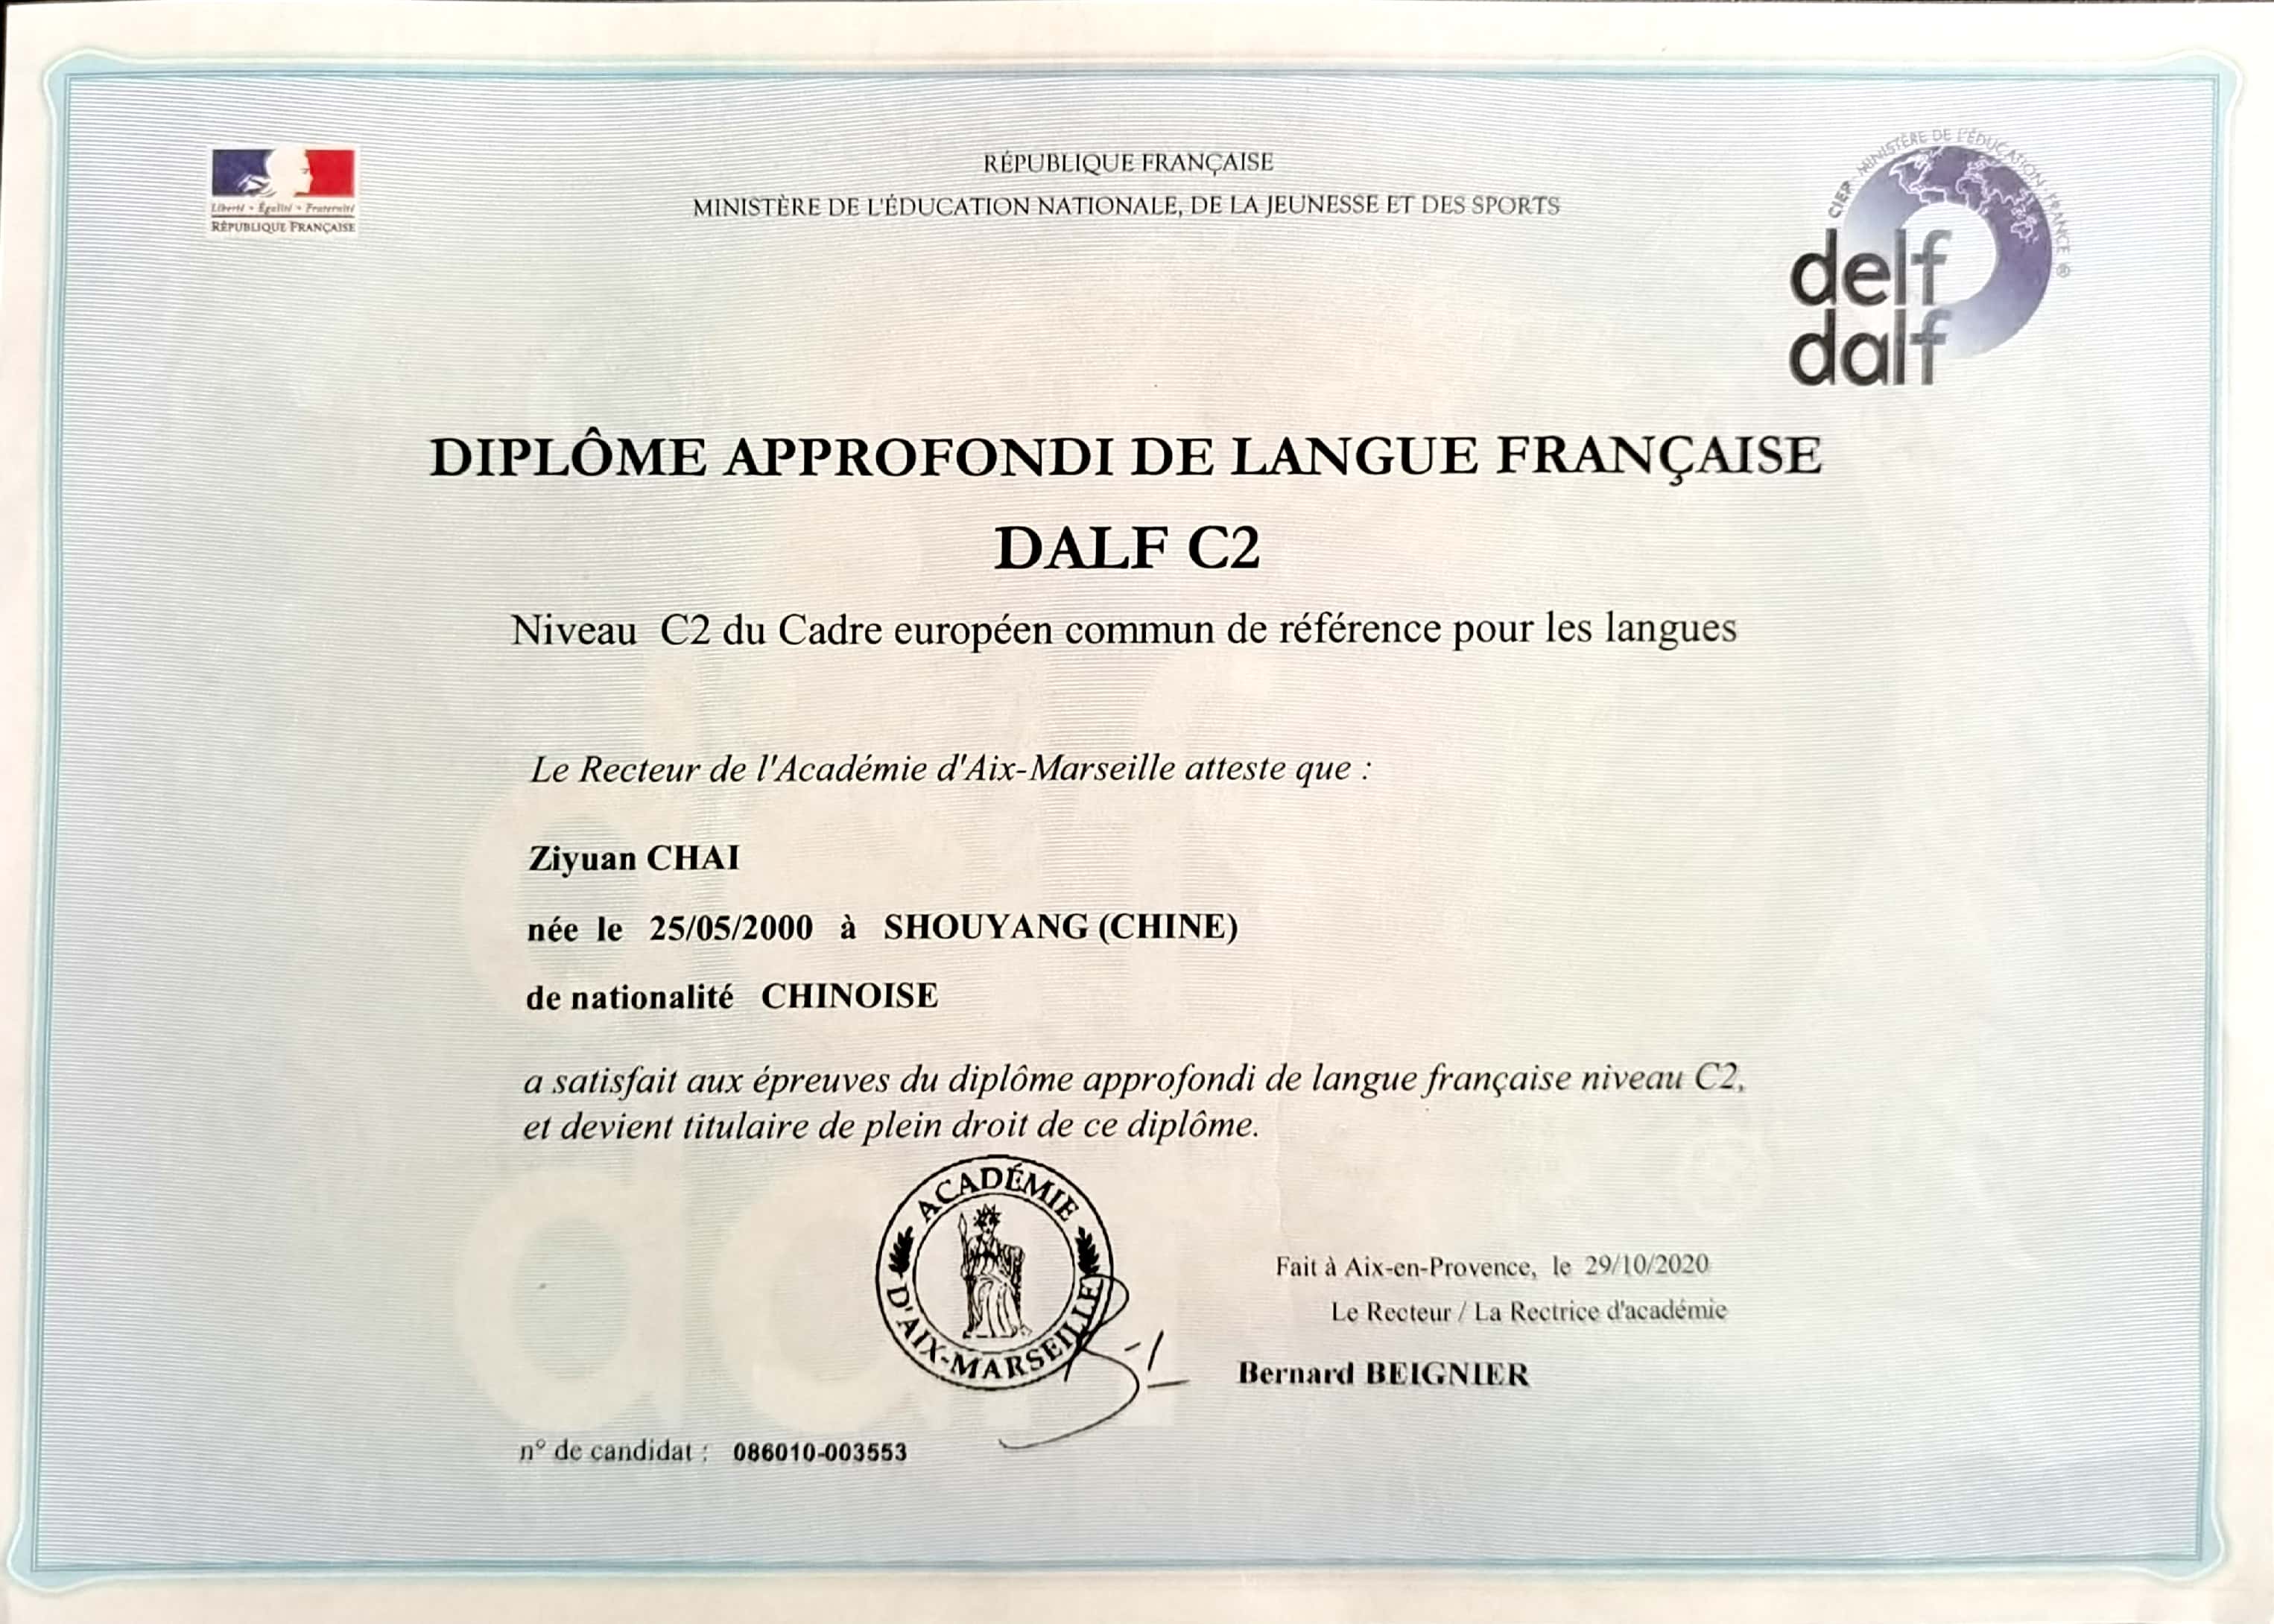 Liberté • Égalité • Fraternité
RÉPUBLIQUE FRANÇAISE
RÉPUBLIQUE FRANÇAISE
MINISTÈRE DE L'ÉDUCATION NATIONALE, DE LA JEUNESSE ET DES SPORTS
CIEP - MINISTÈRE DE L'ÉDUCATION - FRANCE ®
delf
dalf
DIPLÔME APPROFONDI DE LANGUE FRANÇAISE
DALF C2
Niveau C2 du Cadre européen commun de référence pour les langues
Le Recteur de l'Académie d'Aix-Marseille atteste que :
Ziyuan CHAI
née le 25/05/2000 à SHOUYANG (CHINE)
de nationalité CHINOISE
a satisfait aux épreuves du diplôme approfondi de langue française niveau C2,
et devient titulaire de plein droit de ce diplôme.
ACADÉMIE
D'AIX-MARSEILLE
Fait à Aix-en-Provence, le 29/10/2020
Le Recteur / La Rectrice d'académie
Bernard BEIGNIER
n° de candidat : 086010-003553